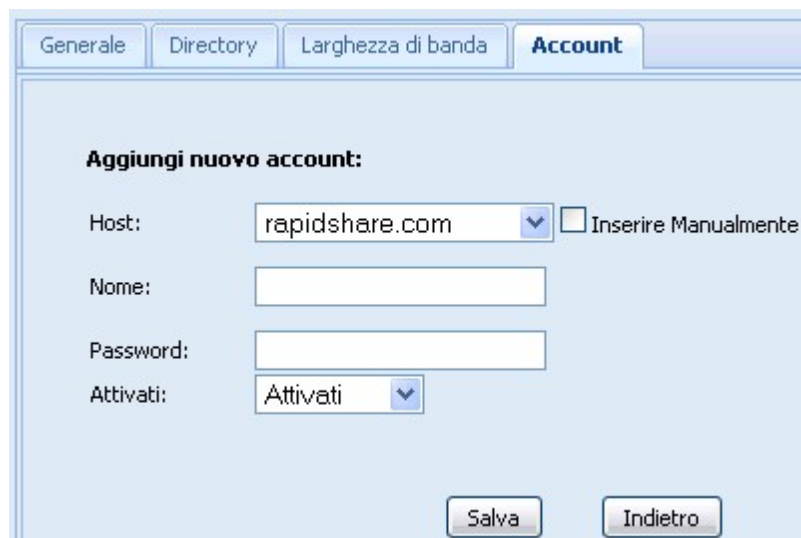 Generale Directory Larghezza di banda Account
Aggiungi nuovo account:
Host: rapidshare.com Inserire Manualmente
Nome:
Password:
Attivati: Attivati
Salva Indietro